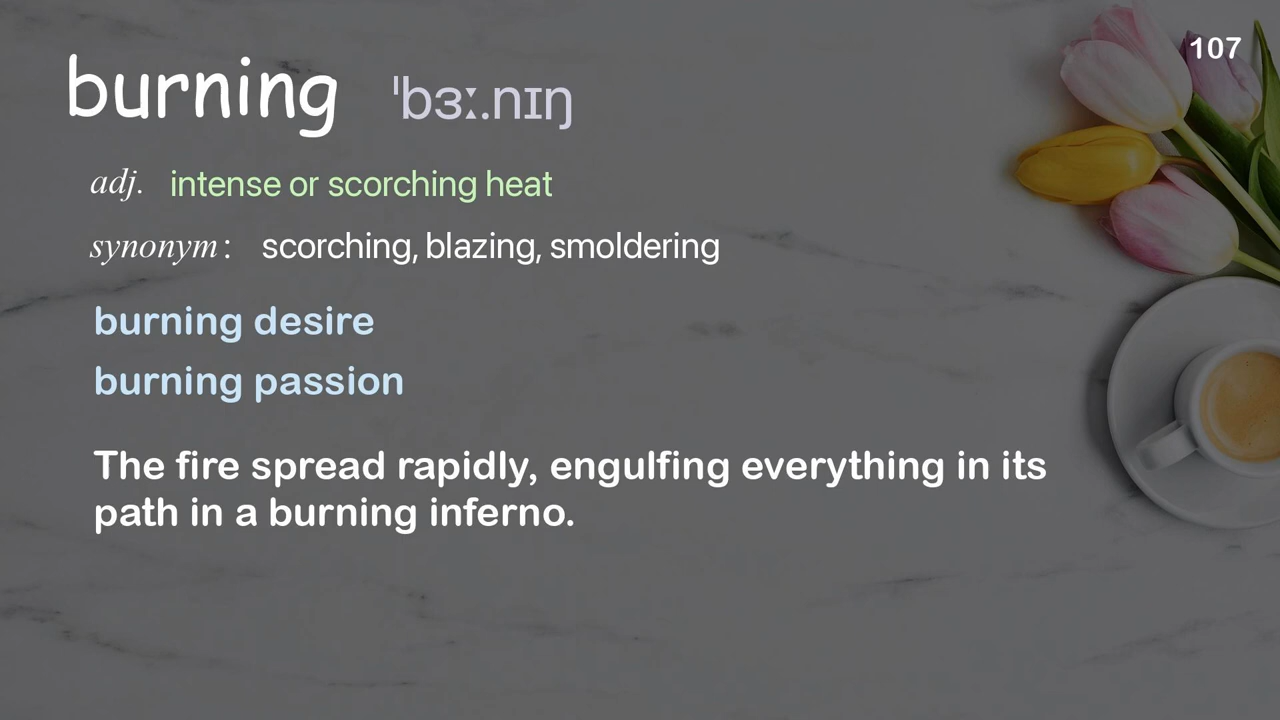 107
burning ˈbɜː.nɪŋ
adj. intense or scorching heat
synonym: scorching, blazing, smoldering
burning desire
burning passion
The fire spread rapidly, engulfing everything in its
path in a burning inferno.